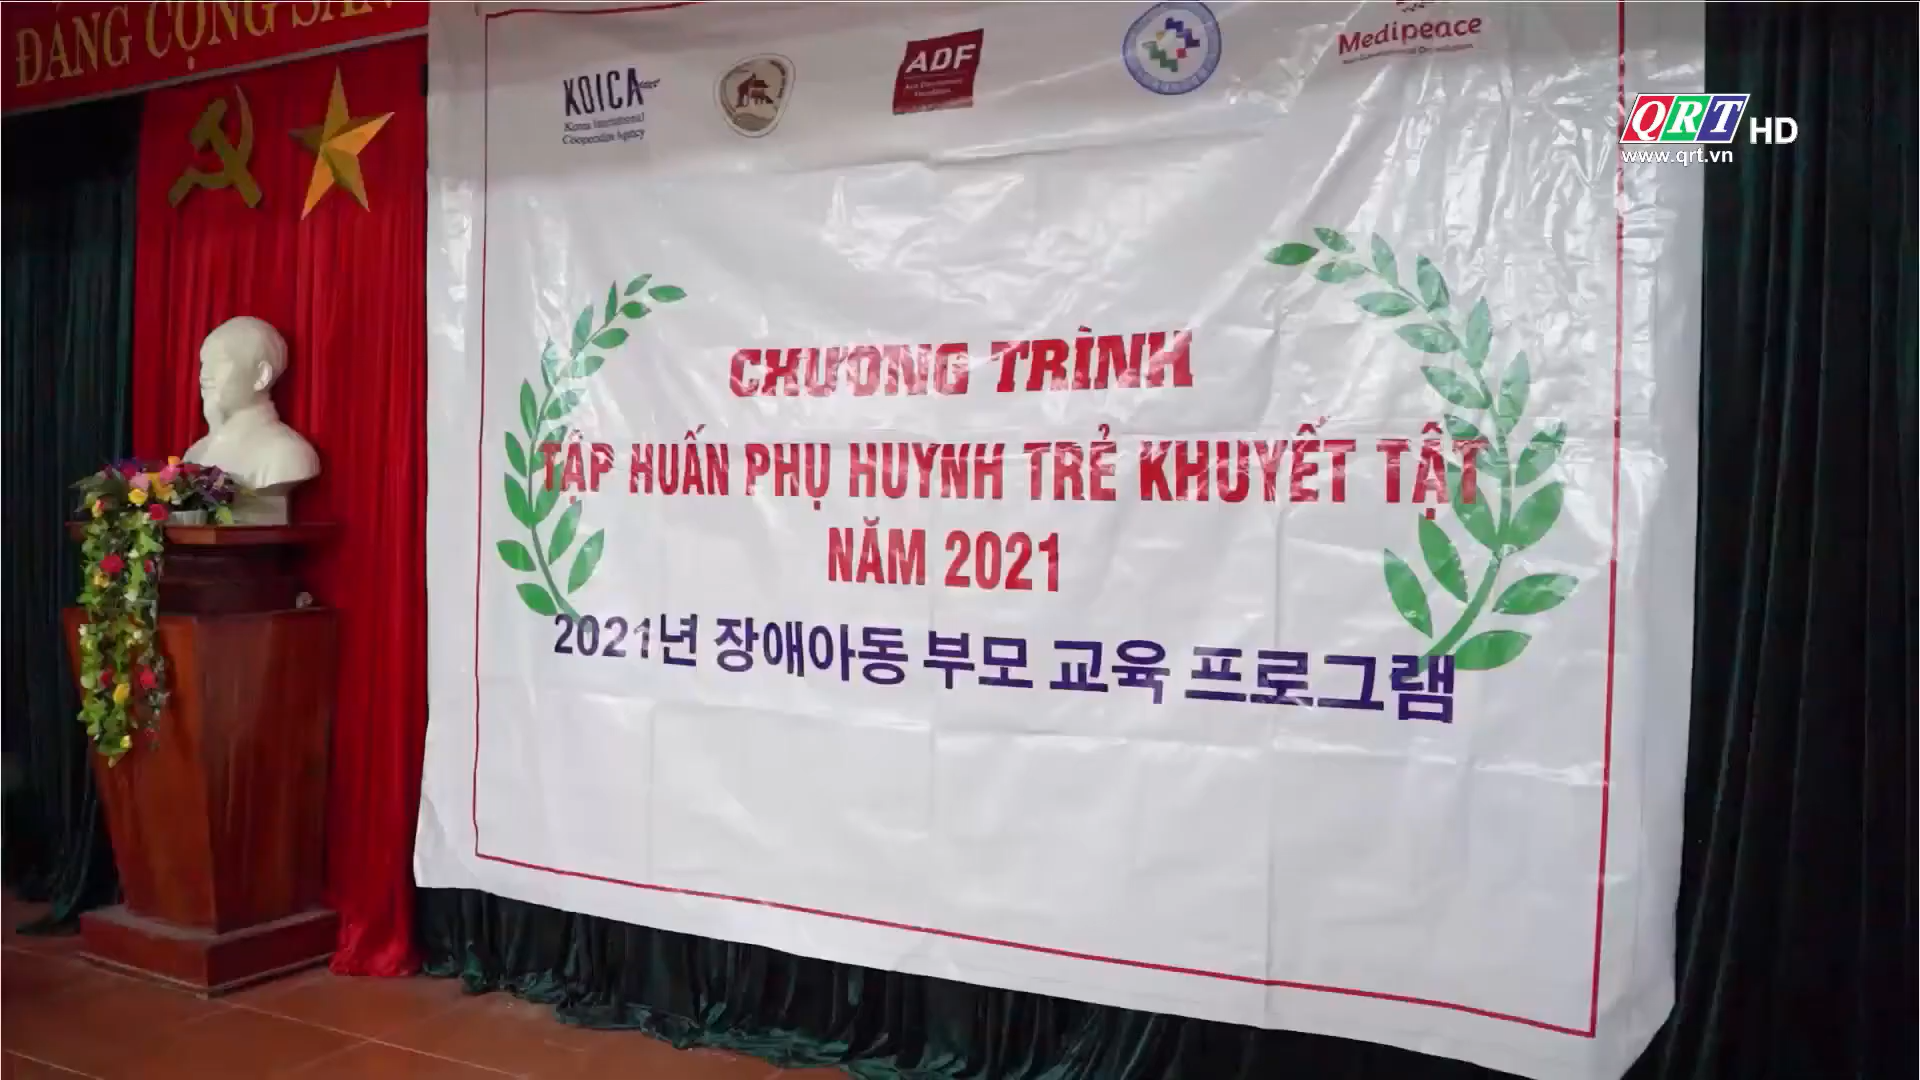 ĐẢNG CỘNG SẢN
KOICA
Korea International
Cooperation Agency
ADF
Medipeace
QRT HD
www.qrt.vn
CHƯƠNG TRÌNH
TẬP HUẤN PHỤ HUYNH TRẺ KHUYẾT TẬT
NĂM 2021
2021년 장애아동 부모 교육 프로그램